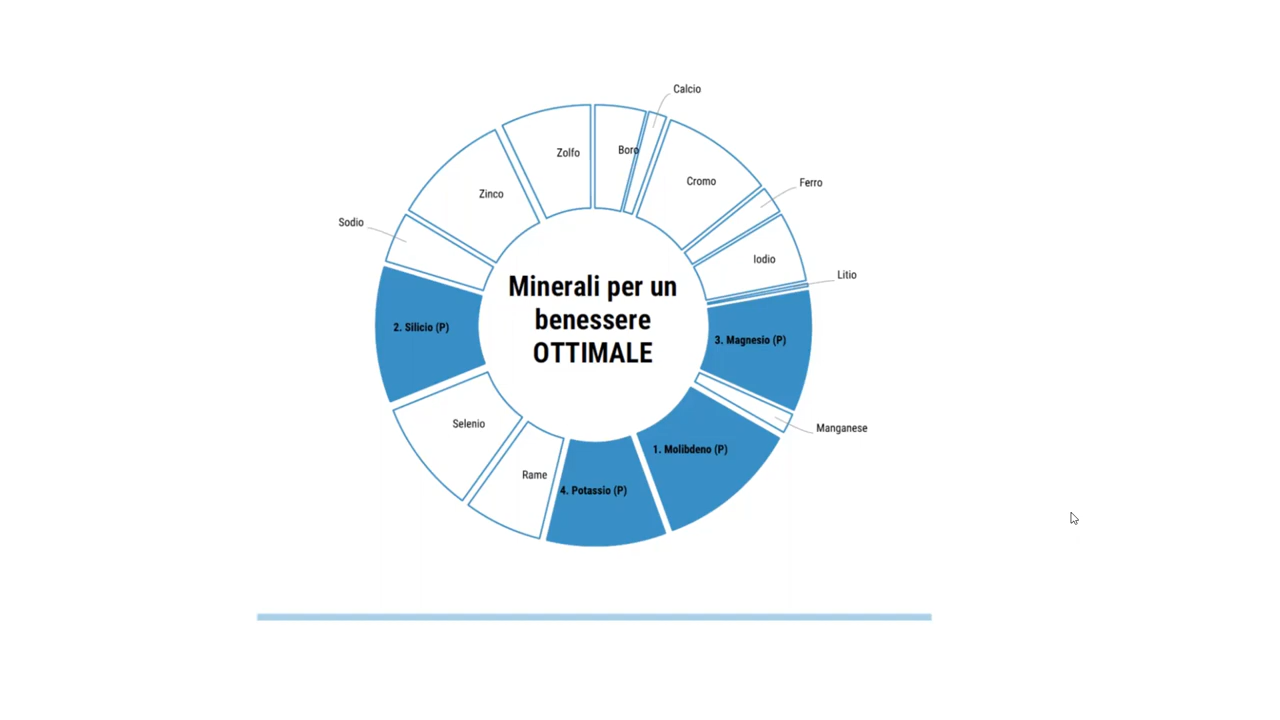 Calcio
Boro
Zolfo
Cromo
Ferro
Zinco
Sodio
Iodio
Litio
Minerali per un
benessere
OTTIMALE
2. Silicio (P)
3. Magnesio (P)
Selenio
Manganese
1. Molibdeno (P)
Rame
4. Potassio (P)